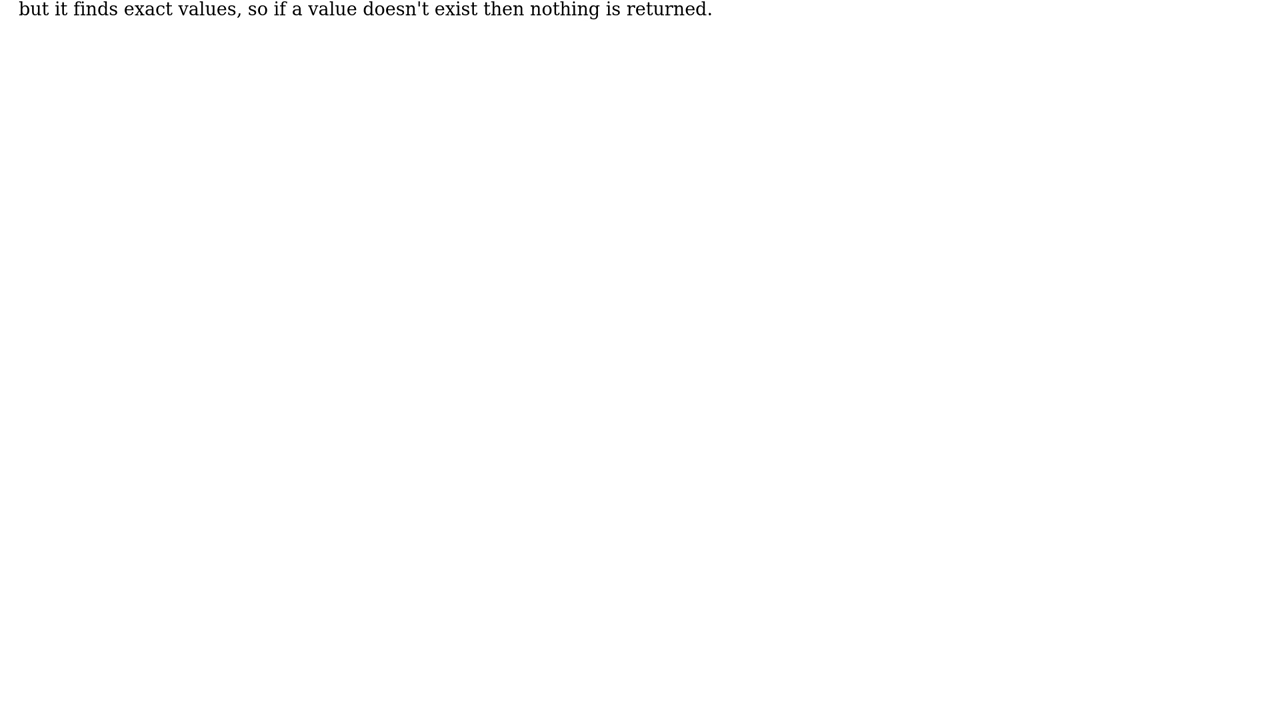 but it finds exact values, so if a value doesn't exist then nothing is returned.